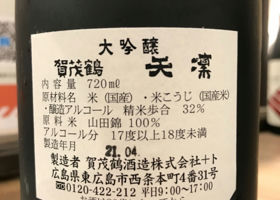 大吟醸
賀茂鶴 天凜
内容量 720㎖
原材料名 米(国産)・米こうじ(国産米)
・醸造アルコール 精米歩合 32%
原料米 山田錦100%
アルコール分 17度以上18度未満
製造年月 21.04
製造者 賀茂鶴酒造株式会社+ト
広島県東広島市西条本町4番31号
0120-422-212 平日9:00〜17:00